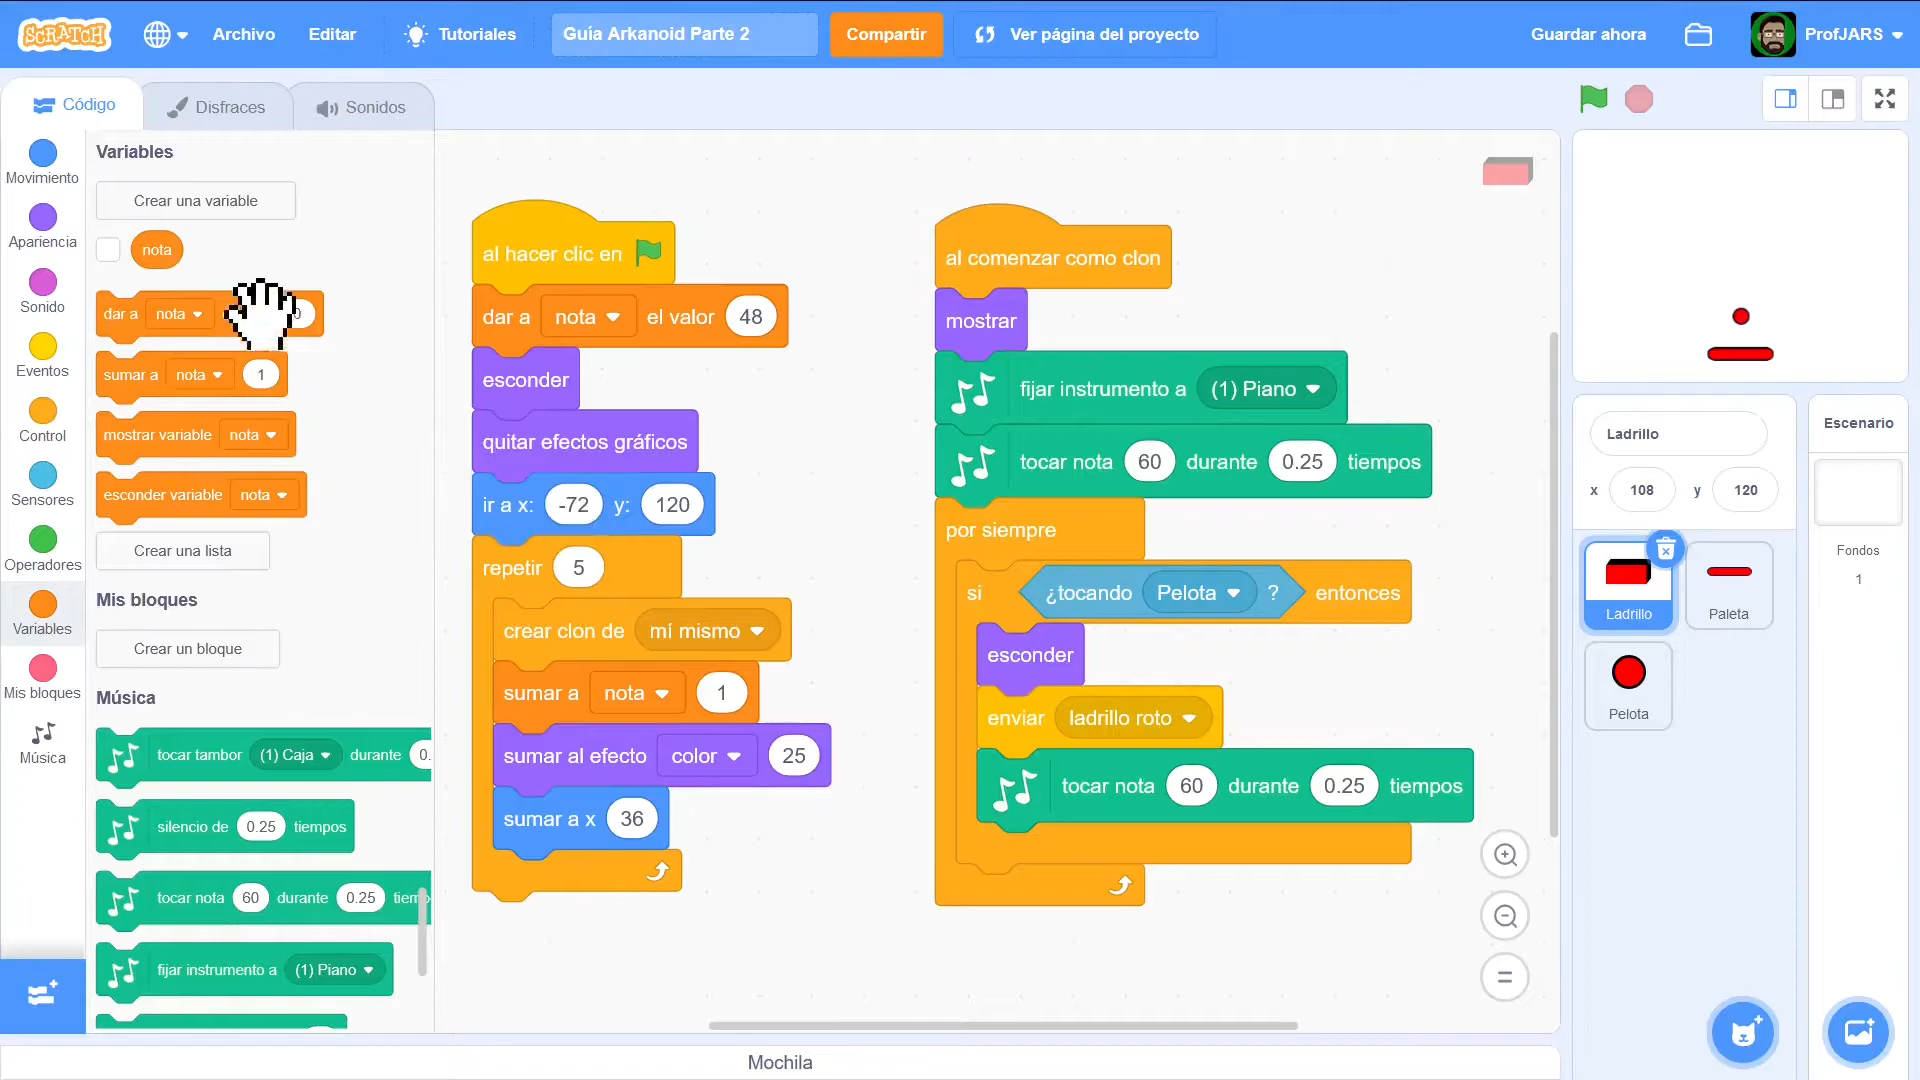 SCRATCH
Archivo
Editar
Tutoriales
Guía Arkanoid Parte 2
Compartir
Ver página del proyecto
Guardar ahora
ProfJARS
Código
Disfraces
Sonidos
Movimiento
Apariencia
Sonido
Eventos
Control
Sensores
Operadores
Variables
Mis bloques
Música
Variables
Crear una variable
nota
dar a nota
sumar a nota 1
mostrar variable nota
esconder variable nota
Crear una lista
Mis bloques
Crear un bloque
Música
tocar tambor (1) Caja durante 0.
silencio de 0.25 tiempos
tocar nota 60 durante 0.25
fijar instrumento a (1) Piano
al hacer clic en
dar a nota el valor 48
esconder
quitar efectos gráficos
ir a x: -72 y: 120
repetir 5
crear clon de mí mismo
sumar a nota 1
sumar al efecto color 25
sumar a x 36
al comenzar como clon
mostrar
fijar instrumento a (1) Piano
tocar nota 60 durante 0.25 tiempos
por siempre
si ¿tocando Pelota ? entonces
esconder
enviar ladrillo roto
tocar nota 60 durante 0.25 tiempos
Mochila
Ladrillo
x 108 y 120
Ladrillo
Paleta
Pelota
Escenario
Fondos
1